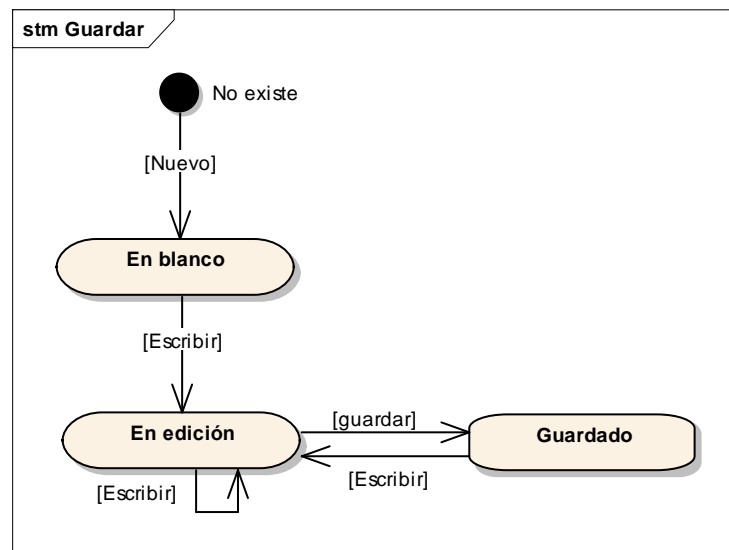 stm Guardar
No existe
[Nuevo]
En blanco
[Escribir]
En edición
[guardar]
Guardado
[Escribir]
[Escribir]